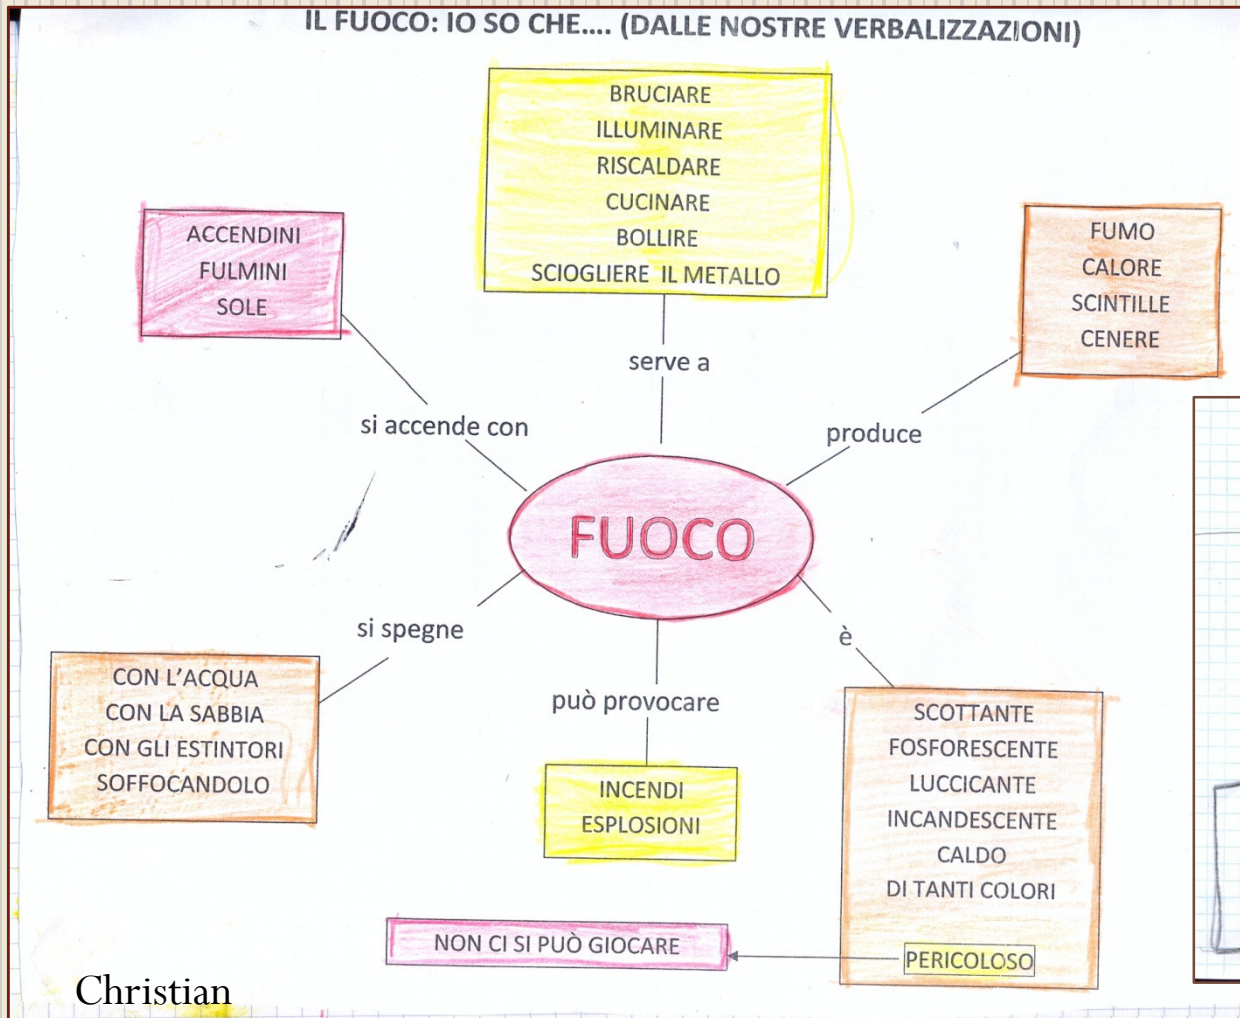 IL FUOCO: IO SO CHE.... (DALLE NOSTRE VERBALIZZAZIONI)
BRUCIARE
ILLUMINARE
RISCALDARE
CUCINARE
BOLLIRE
SCIOGLIERE IL METALLO
ACCENDINI
FULMINI
SOLE
FUMO
CALORE
SCINTILLE
CENERE
serve a
si accende con
produce
FUOCO
si spegne
è
CON L'ACQUA
CON LA SABBIA
CON GLI ESTINTORI
SOFFOCANDOLO
può provocare
INCENDI
ESPLOSIONI
SCOTTANTE
FOSFORESCENTE
LUCCICANTE
INCANDESCENTE
CALDO
DI TANTI COLORI
PERICOLOSO
NON CI SI PUÒ GIOCARE
Christian